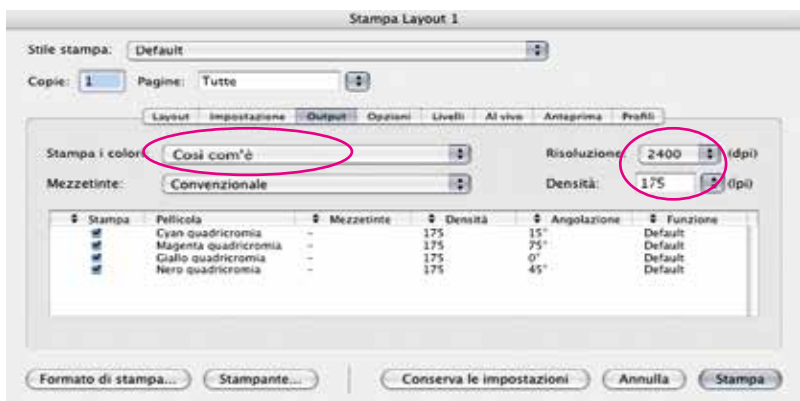 Stampa Layout 1
Stile stampa: Default
Copie: 1 Pagine: Tutte
Layout Impostazione Output Opzioni Livelli Al vivo Anteprima Profili
Stampa i colori: Così com'è Risoluzione: 2400 (dpi)
Mezzetinte: Convenzionale Densità: 175 (lpi)
Stampa Pellicola Mezzetinte Densità Angolazione Funzione
Cyan quadricromia - 175 15° Default
Magenta quadricromia - 175 75° Default
Giallo quadricromia - 175 0° Default
Nero quadricromia - 175 45° Default
Formato di stampa... Stampante... Conserva le impostazioni Annulla Stampa